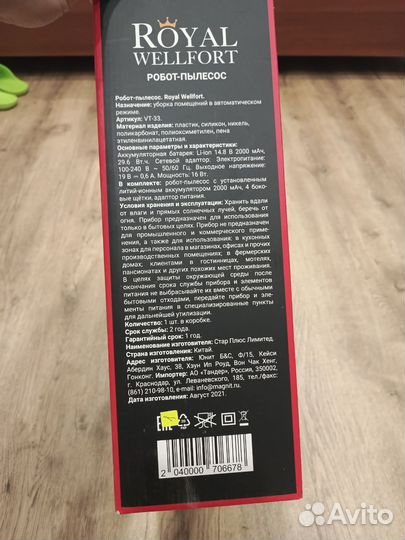 ROYAL
WELLFORT
РОБОТ-ПЫЛЕСОС
Робот-пылесос. Royal Wellfort.
Назначение: уборка помещений в автоматическом
режиме.
Артикул: VT-33.
Материал изделия: пластик, силикон, никель,
поликарбонат, полиоксиметилен, пена
этиленвинилацетатная.
Основные параметры и характеристики:
Аккумуляторная батарея: Li-ion 14.8 В 2000 мАч,
29.6 Вт·ч. Сетевой адаптер: Электропитание:
100-240 В ~ 50/60 Гц. Выходное напряжение:
19 В = 0,6 А. Мощность: 16 Вт.
В комплекте: робот-пылесос с установленным
литий-ионным аккумулятором 2000 мАч, 4 боко-
вые щётки, адаптор питания.
Условия хранения и эксплуатации: Хранить вдали
от влаги и прямых солнечных лучей, беречь от
огня. Прибор предназначен для использования
только в бытовых целях. Прибор не предназначен
для промышленного и коммерческого приме-
нения, а также для использования: в кухонных
зонах для персонала в магазинах, офисах и прочих
производственных помещениях; в фермерских
домах; клиентами в гостиницах, мотелях,
пансионатах и других похожих мест проживания.
В целях защиты окружающей среды после
окончания срока службы прибора и элементов
питания не выбрасывайте их вместе с обычными
бытовыми отходами, передайте прибор и эле-
менты питания в специализированные пункты
для дальнейшей утилизации.
Количество: 1 шт. в коробке.
Срок службы: 2 года.
Гарантийный срок: 1 год.
Наименование изготовителя: Стар Плюс Лимитед.
Страна изготовителя: Китай.
Адрес изготовителя: Юнит Б&С, Ф/15, Кейси
Абердин Хаус, 38, Хэун Ип Роуд, Вон Чак Ханг,
Гонконг. Импортер: АО «Тандер», Россия, 350002,
г. Краснодар, ул. Леваневского, 185, тел./факс:
(861) 210-98-10, e-mail: info@magnit.ru.
Дата изготовления: Август 2021.
EAC
2 040000 706678
Avito